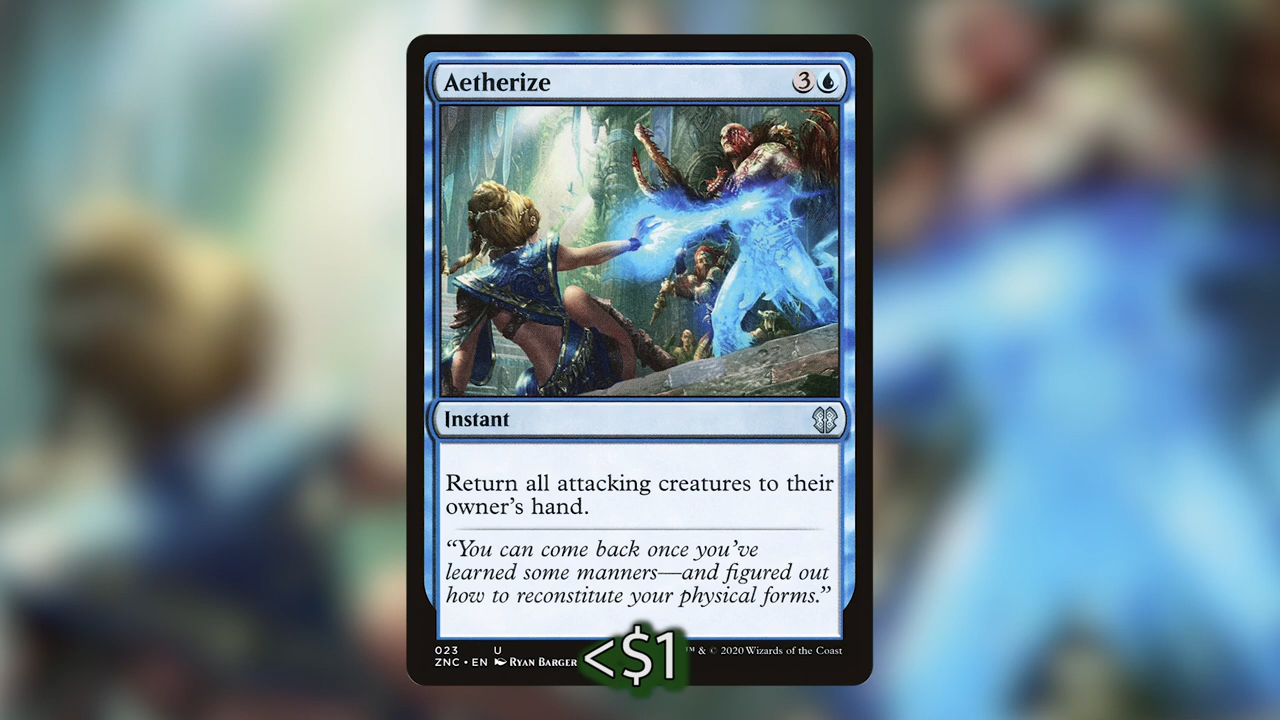 Aetherize 3
Instant
Return all attacking creatures to their
owner's hand.
“You can come back once you've
learned some manners—and figured out
how to reconstitute your physical forms.”
023 U
ZNC • EN RYAN BARGER
<$1
™ & © 2020 Wizards of the Coast